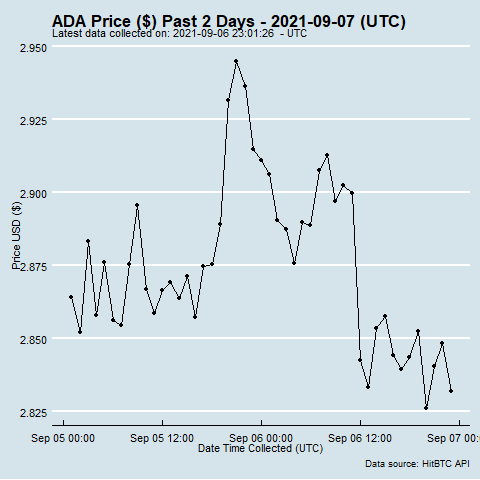 ADA Price ($) Past 2 Days - 2021-09-07 (UTC)
Latest data collected on: 2021-09-06 23:01:26  - UTC
2.950
2.925
2.900
2.875
2.850
2.825
Price USD ($)
Sep 05 00:00 Sep 05 12:00 Sep 06 00:00 Sep 06 12:00 Sep 07 00
Date Time Collected (UTC)
Data source: HitBTC API